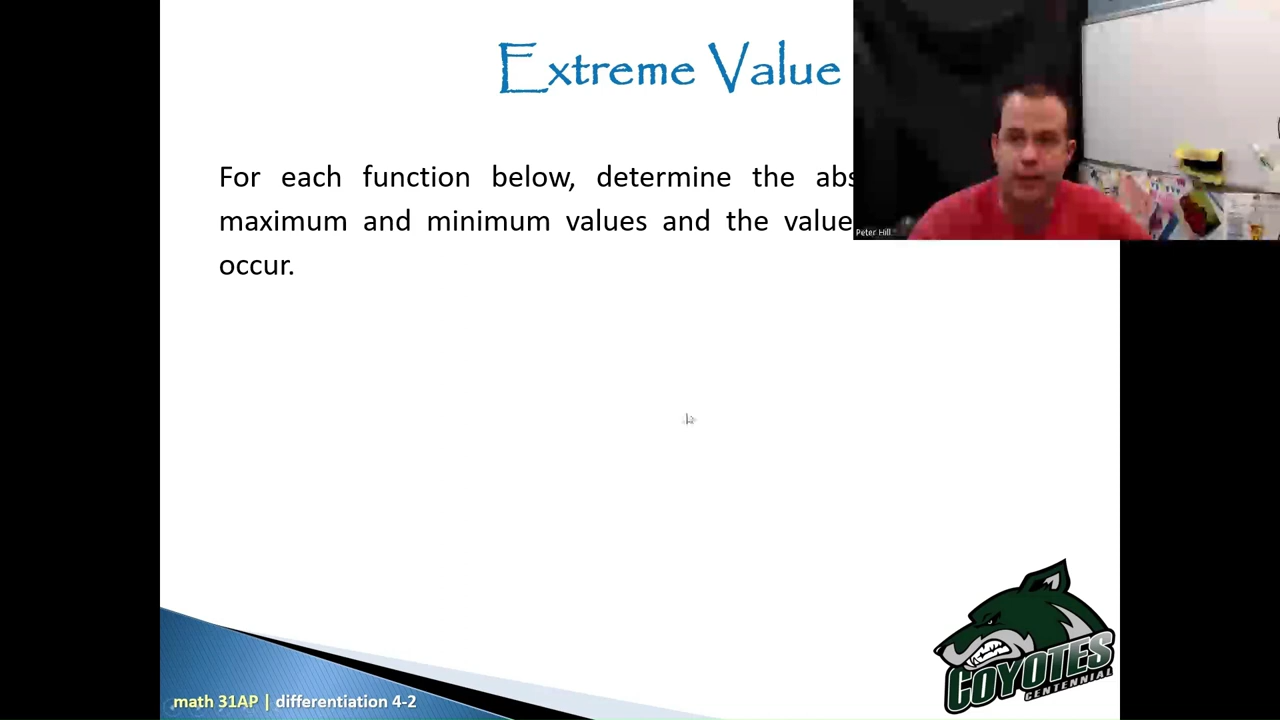 Extreme Value
For each function below, determine the abs
maximum and minimum values and the value
occur.
Peter Hill
math 31AP | differentiation 4-2
COYOTES
CENTENNIAL